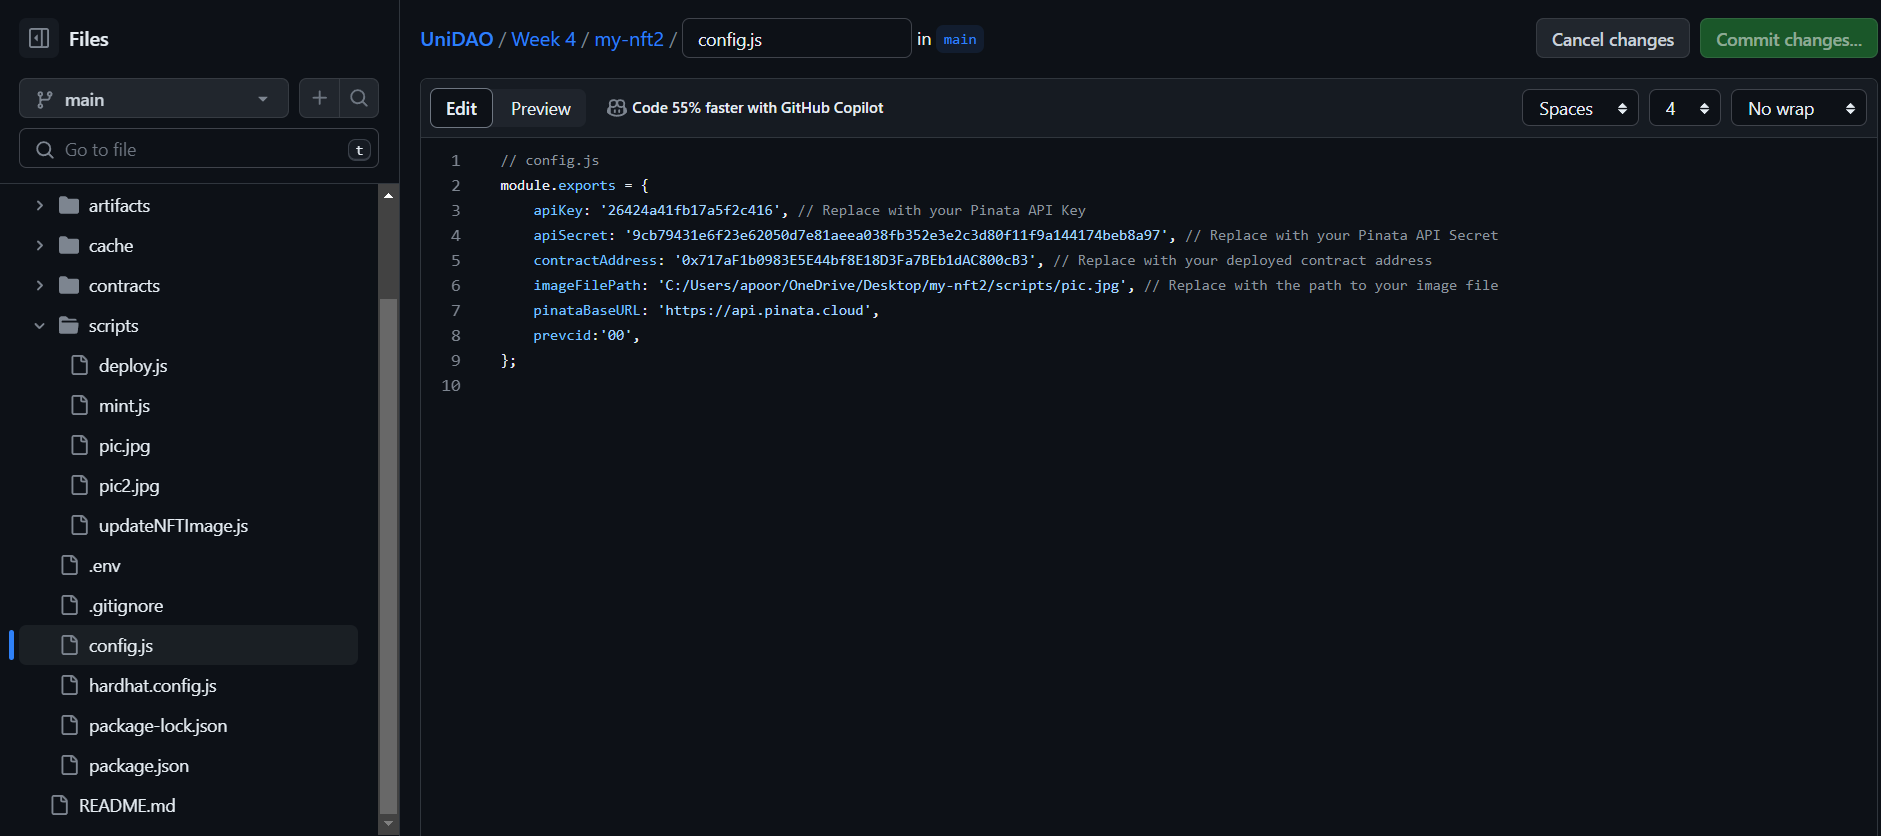 Files
main
Go to file
t
artifacts
cache
contracts
scripts
deploy.js
mint.js
pic.jpg
pic2.jpg
updateNFTImage.js
.env
.gitignore
config.js
hardhat.config.js
package-lock.json
package.json
README.md
UniDAO / Week 4 / my-nft2 / config.js in main
Cancel changes
Commit changes...
Edit
Preview
Code 55% faster with GitHub Copilot
Spaces
4
No wrap
1 // config.js
2 module.exports = {
3     apiKey: '26424a41fb17a5f2c416', // Replace with your Pinata API Key
4     apiSecret: '9cb79431e6f23e62050d7e81aeea038fb352e3e2c3d80f11f9a144174beb8a97', // Replace with your Pinata API Secret
5     contractAddress: '0x717aF1b0983E5E44bf8E18D3Fa7BEb1dAC800cB3', // Replace with your deployed contract address
6     imageFilePath: 'C:/Users/apoor/OneDrive/Desktop/my-nft2/scripts/pic.jpg', // Replace with the path to your image file
7     pinataBaseURL: 'https://api.pinata.cloud',
8     prevcid:'00',
9 };
10